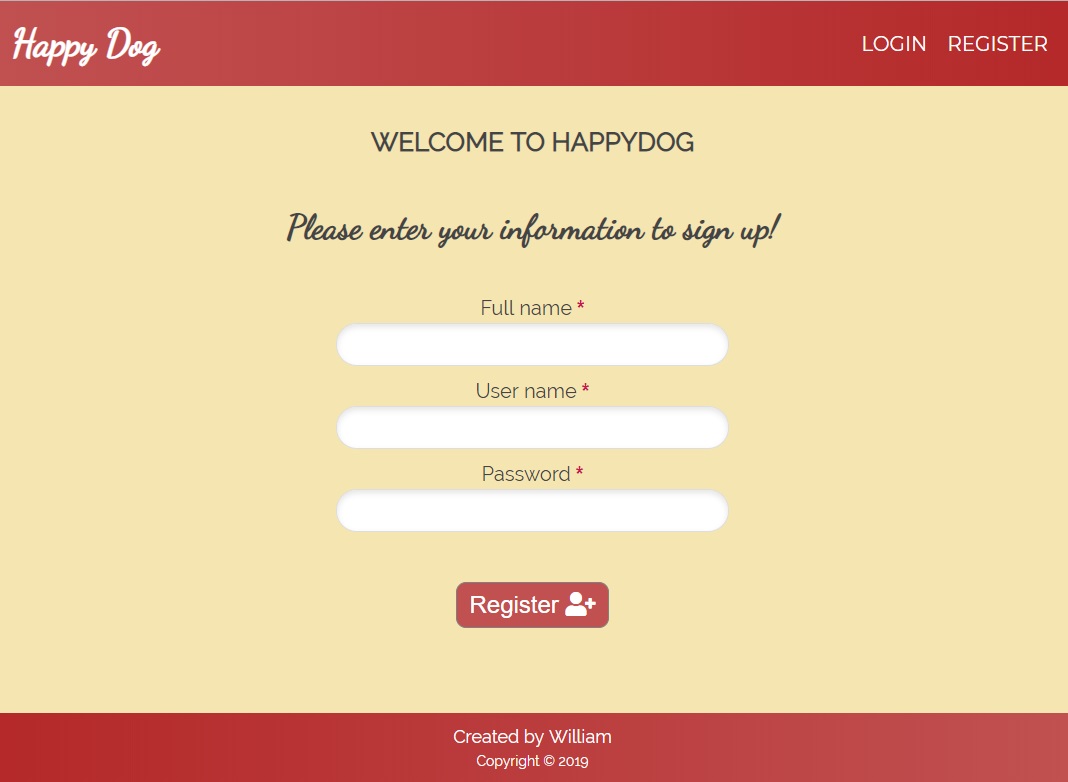 Happy Dog LOGIN REGISTER
WELCOME TO HAPPYDOG
Please enter your information to sign up!
Full name *
User name *
Password *
Register
Created by William
Copyright © 2019